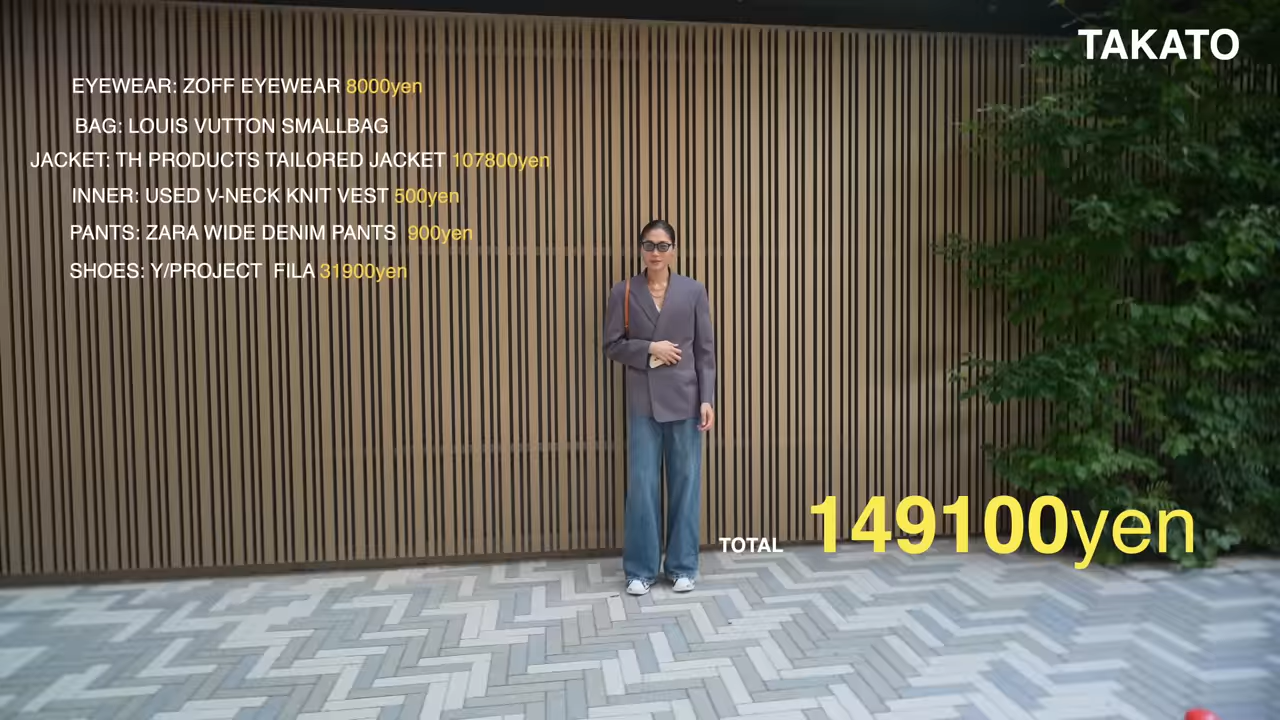 TAKATO
EYEWEAR: ZOFF EYEWEAR 8000yen
BAG: LOUIS VUTTON SMALLBAG
JACKET: TH PRODUCTS TAILORED JACKET 107800yen
INNER: USED V-NECK KNIT VEST 500yen
PANTS: ZARA WIDE DENIM PANTS 900yen
SHOES: Y/PROJECT FILA 31900yen
TOTAL 149100yen